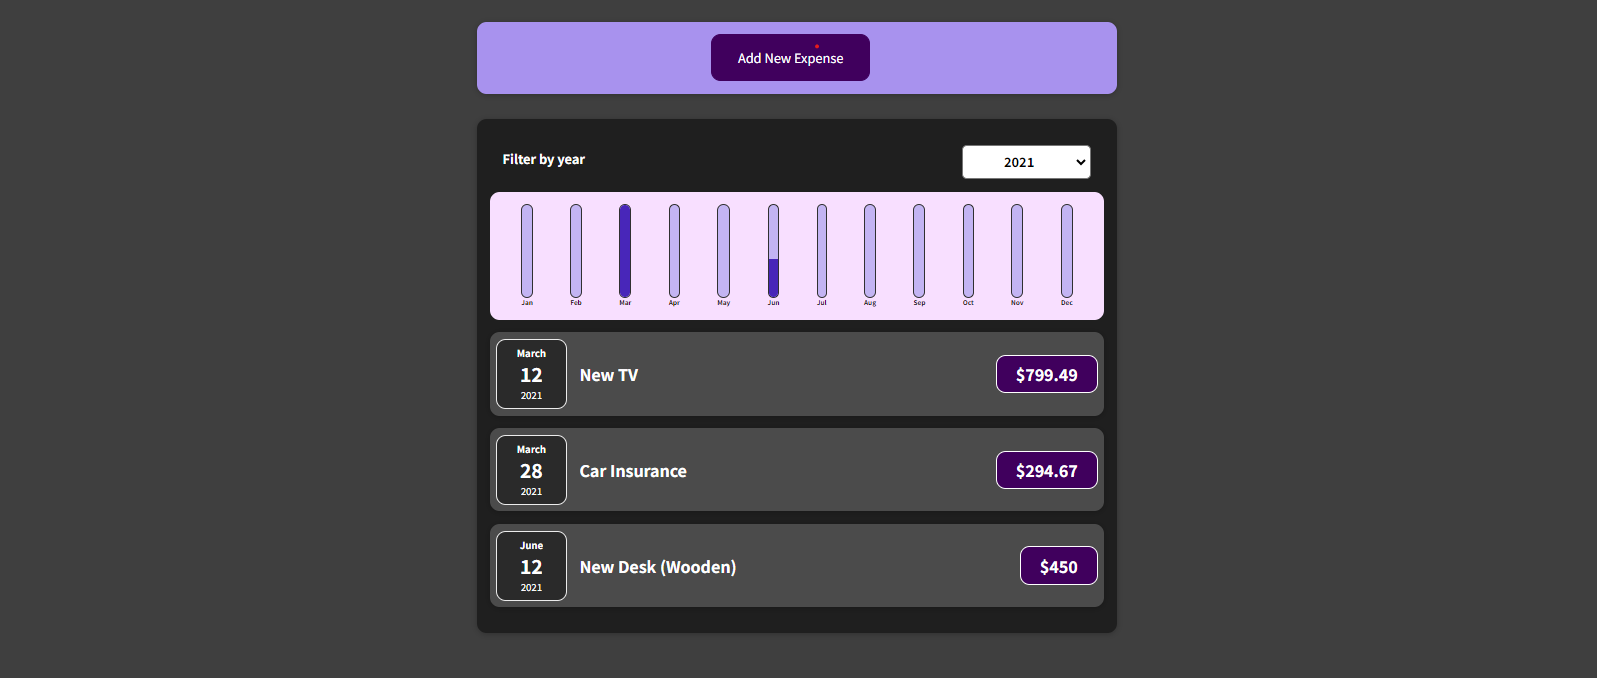 Add New Expense
Filter by year
2021
Jan Feb Mar Apr May Jun Jul Aug Sep Oct Nov Dec
March
12
2021
New TV
$799.49
March
28
2021
Car Insurance
$294.67
June
12
2021
New Desk (Wooden)
$450